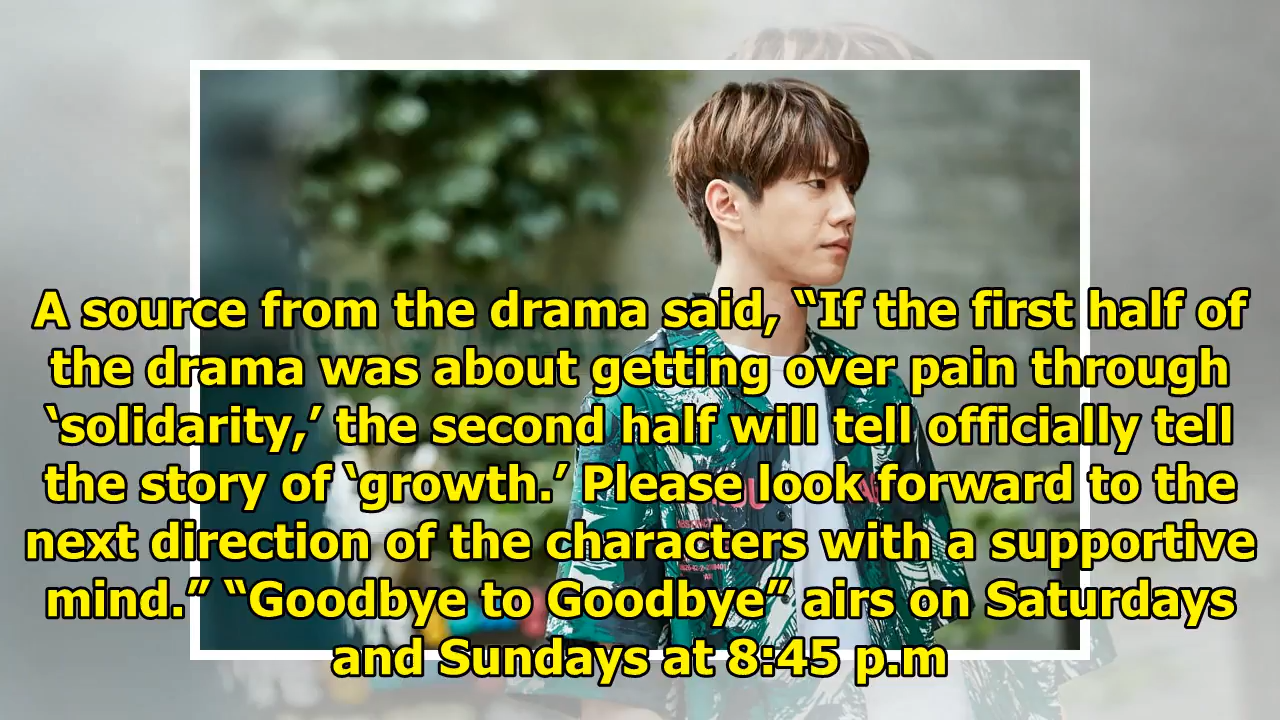 A source from the drama said, “If the first half of
the drama was about getting over pain through
‘solidarity,’ the second half will tell officially tell
the story of ‘growth.’ Please look forward to the
next direction of the characters with a supportive
mind.” “Goodbye to Goodbye” airs on Saturdays
and Sundays at 8:45 p.m